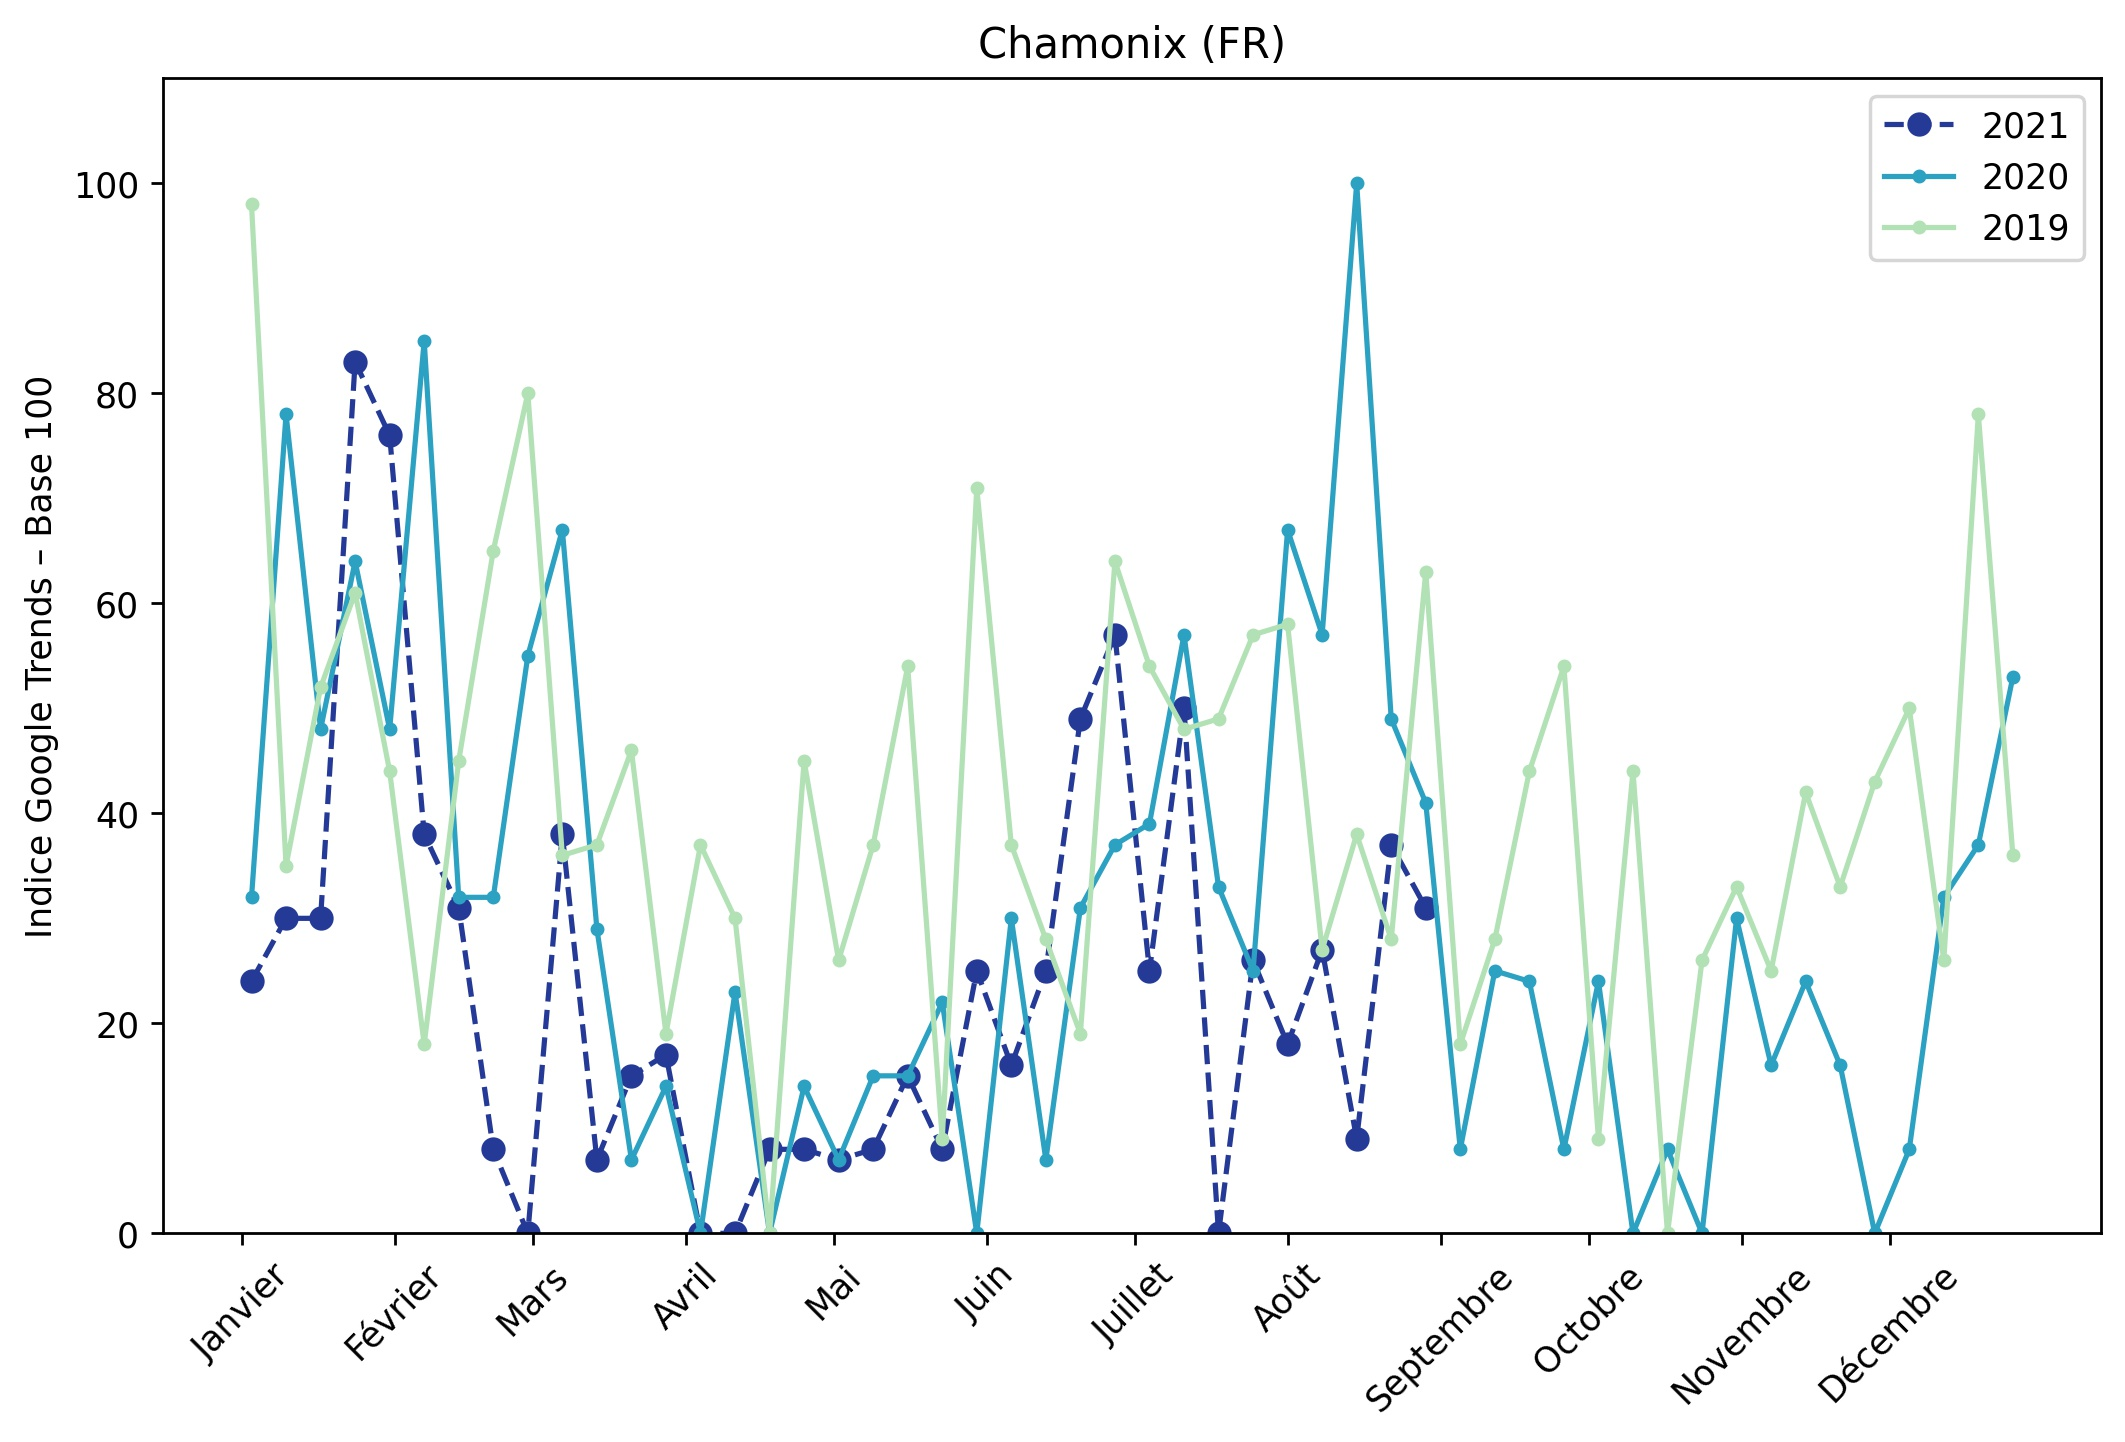 Chamonix (FR)
2021
2020
2019
Indice Google Trends – Base 100
100
80
60
40
20
0
Janvier
Février
Mars
Avril
Mai
Juin
Juillet
Août
Septembre
Octobre
Novembre
Décembre